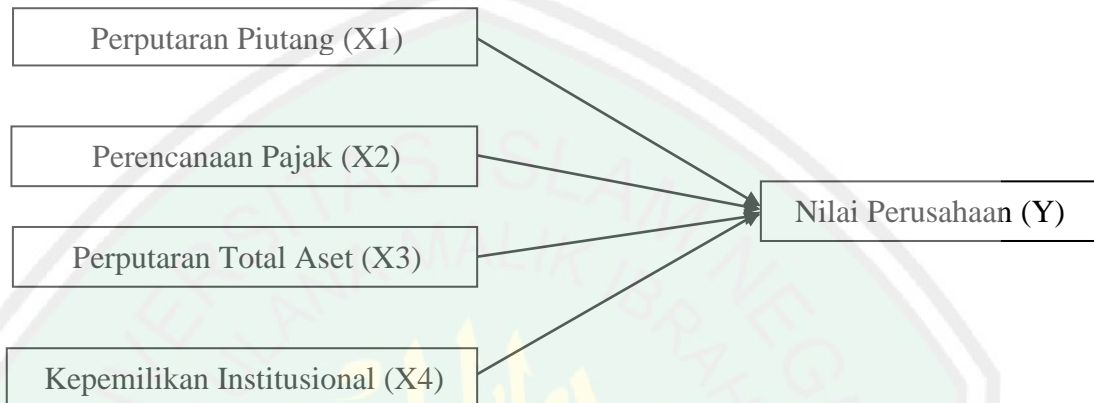 Perputaran Piutang (X1)
Perencanaan Pajak (X2)
Nilai Perusahaan (Y)
Perputaran Total Aset (X3)
Kepemilikan Institusional (X4)